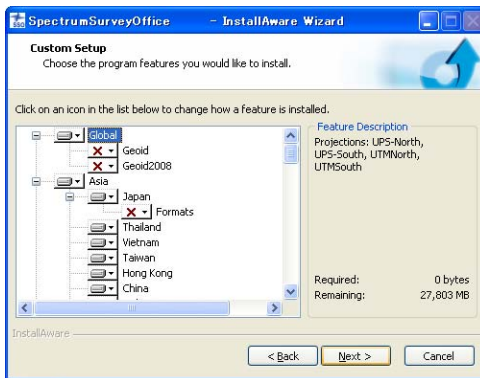 SSO
SpectrumSurveyOffice - InstallAware Wizard
Custom Setup
Choose the program features you would like to install.
Click on an icon in the list below to change how a feature is installed.
Global
Geoid
Geoid2008
Asia
Japan
Formats
Thailand
Vietnam
Taiwan
Hong Kong
China
Feature Description
Projections: UPS-North,
UPS-South, UTMNorth,
UTMSouth
Required: 0 bytes
Remaining: 27,803 MB
InstallAware
< Back
Next >
Cancel